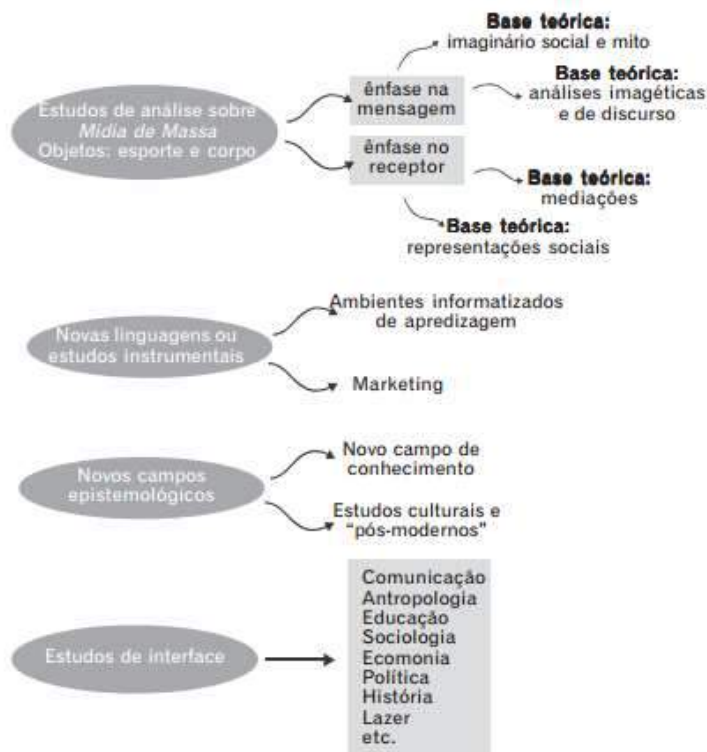 Base teórica:
imaginário social e mito
Estudos de análise sobre
Mídia de Massa
Objetos: esporte e corpo
ênfase na
mensagem
Base teórica:
análises imagéticas
e de discurso
ênfase no
receptor
Base teórica:
mediações
Base teórica:
representações sociais
Novas linguagens ou
estudos instrumentais
Ambientes informatizados
de apredizagem
Marketing
Novos campos
epistemológicos
Novo campo de
conhecimento
Estudos culturais e
“pós-modernos”
Estudos de interface
Comunicação
Antropologia
Educação
Sociologia
Ecomonia
Política
História
Lazer
etc.